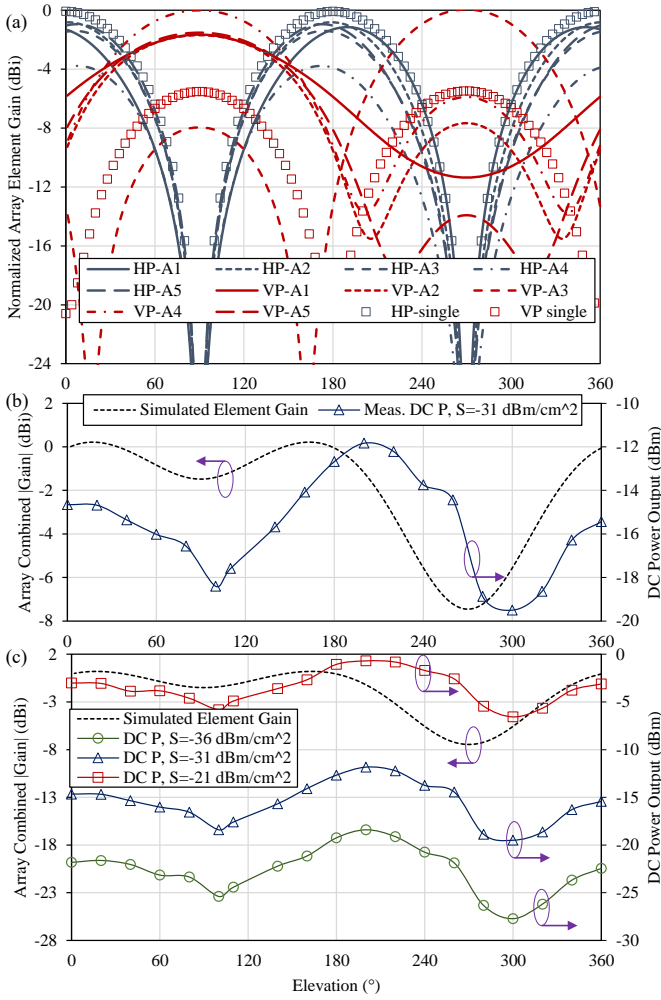 (a)
Normalized Array Element Gain (dBi)
0
-4
-8
-12
-16
-20
-24
HP-A1 HP-A2 HP-A3 HP-A4
HP-A5 VP-A1 VP-A2 VP-A3
VP-A4 VP-A5 HP-single VP single
0 60 120 180 240 300 360
(b)
Array Combined |Gain| (dBi)
2
0
-2
-4
-6
-8
Simulated Element Gain Meas. DC P, S=-31 dBm/cm^2
-10
-12
-14
-16
-18
-20
DC Power Output (dBm)
0 60 120 180 240 300 360
(c)
Array Combined |Gain| (dBi)
2
-3
-8
-13
-18
-23
-28
Simulated Element Gain
DC P, S=-36 dBm/cm^2
DC P, S=-31 dBm/cm^2
DC P, S=-21 dBm/cm^2
0
-5
-10
-15
-20
-25
-30
DC Power Output (dBm)
0 60 120 180 240 300 360
Elevation (°)